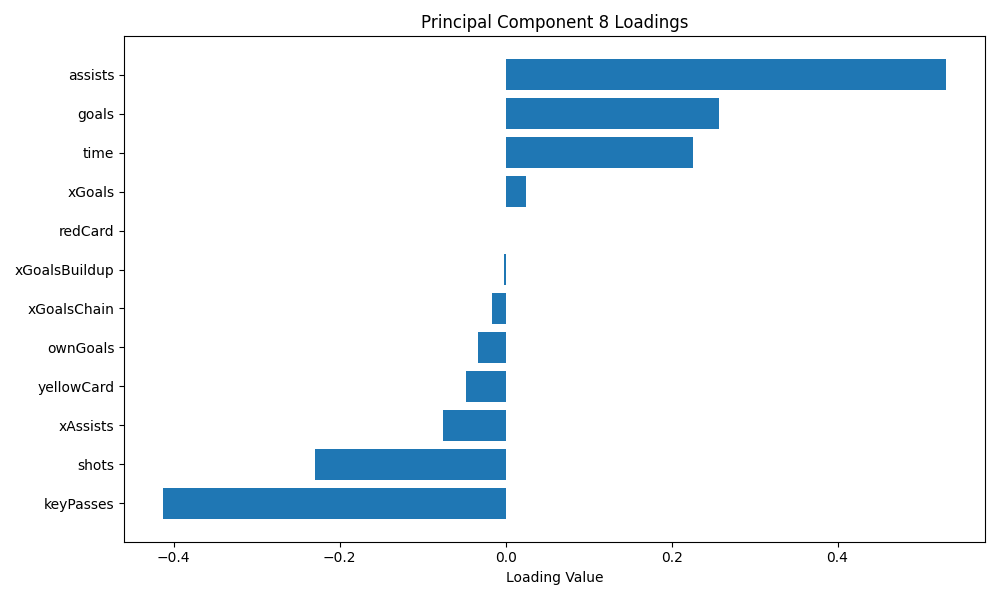 Principal Component 8 Loadings
assists
goals
time
xGoals
redCard
xGoalsBuildup
xGoalsChain
ownGoals
yellowCard
xAssists
shots
keyPasses
−0.4 −0.2 0.0 0.2 0.4
Loading Value